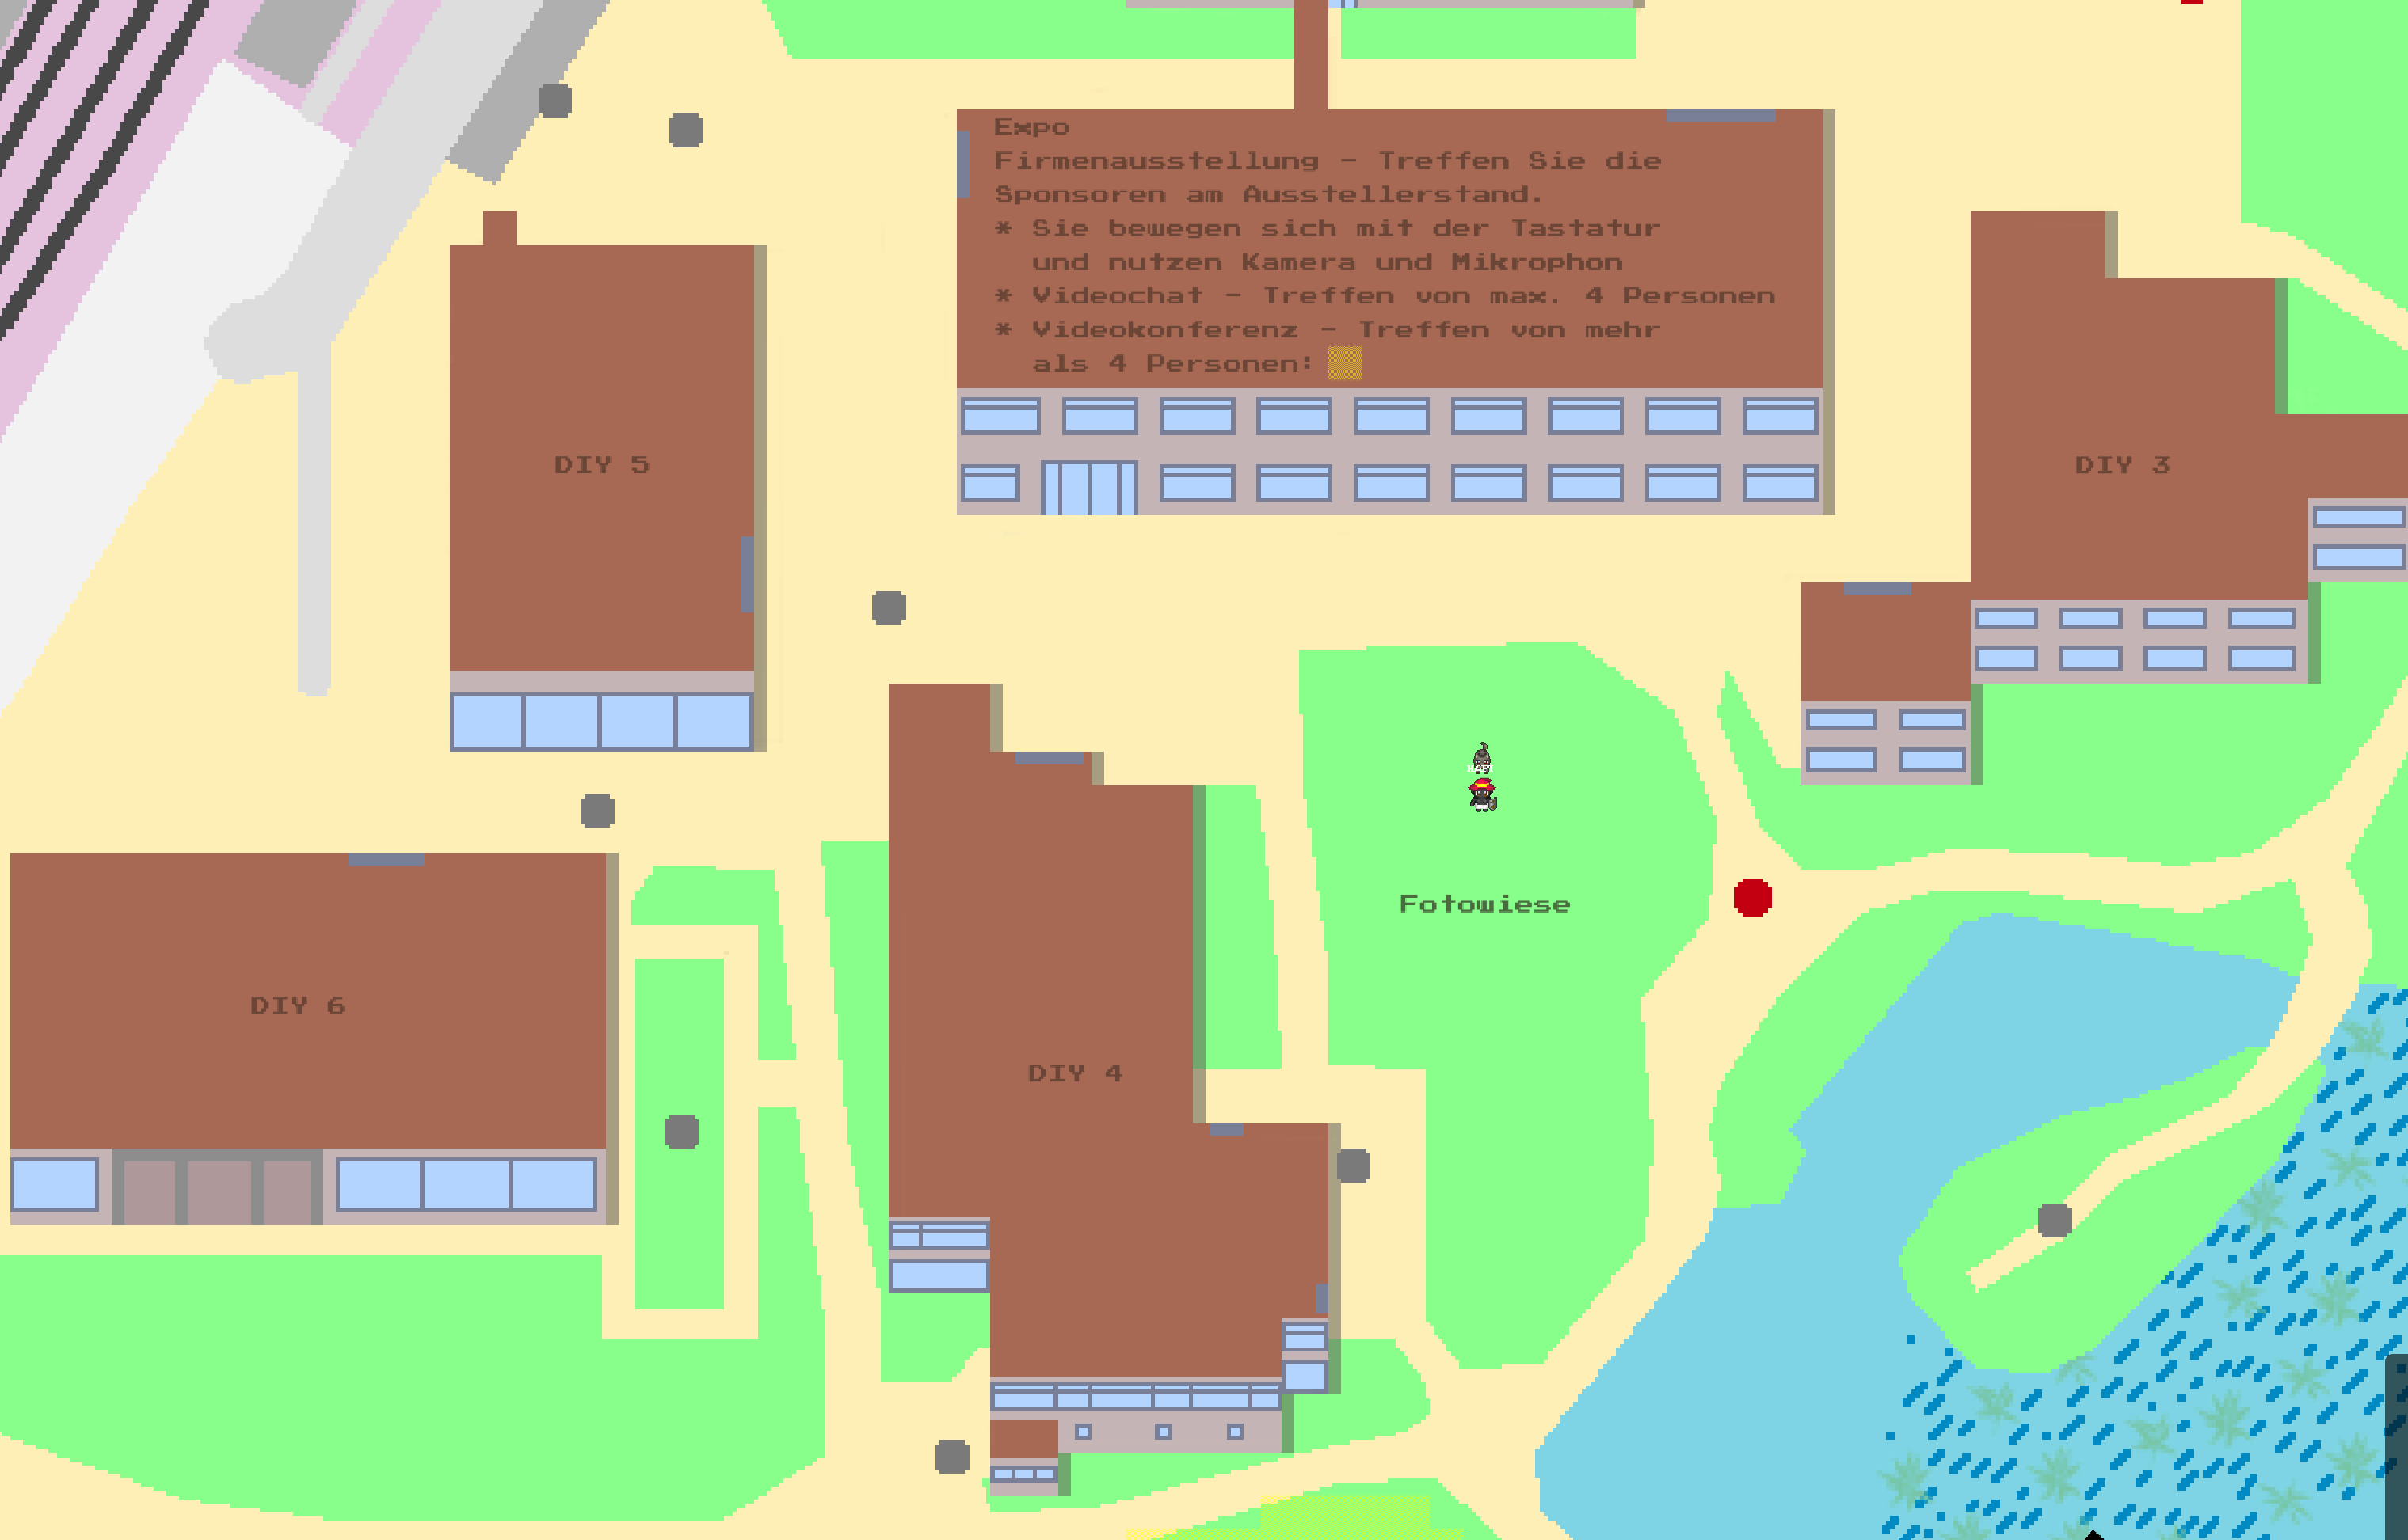 Expo
Firmenausstellung - Treffen Sie die
Sponsoren am Ausstellerstand.
* Sie bewegen sich mit der Tastatur
und nutzen Kamera und Mikrophon
* Videochat - Treffen von max. 4 Personen
* Videokonferenz - Treffen von mehr
als 4 Personen:
DIY 5
DIY 3
Fotowiese
DIY 6
DIY 4